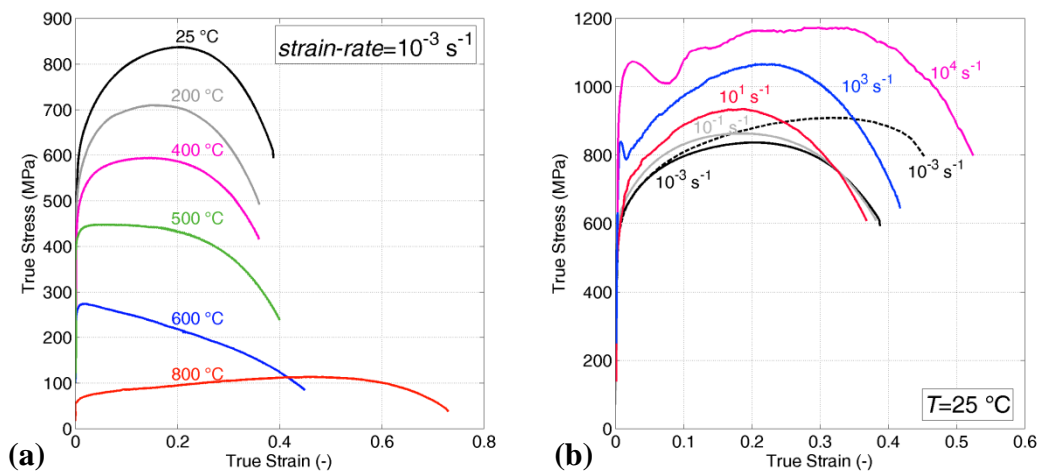 900
800
700
600
500
400
300
200
100
0
True Stress (MPa)
25 °C
strain-rate=10⁻³ s⁻¹
200 °C
400 °C
500 °C
600 °C
800 °C
0 0.2 0.4 0.6 0.8
True Strain (-)
(a)
1200
1000
800
600
400
200
0
True Stress (MPa)
10⁴ s⁻¹
10³ s⁻¹
10¹ s⁻¹
10⁻¹ s⁻¹
10⁻³ s⁻¹
10⁻³ s⁻¹
T=25 °C
0 0.1 0.2 0.3 0.4 0.5 0.6
True Strain (-)
(b)